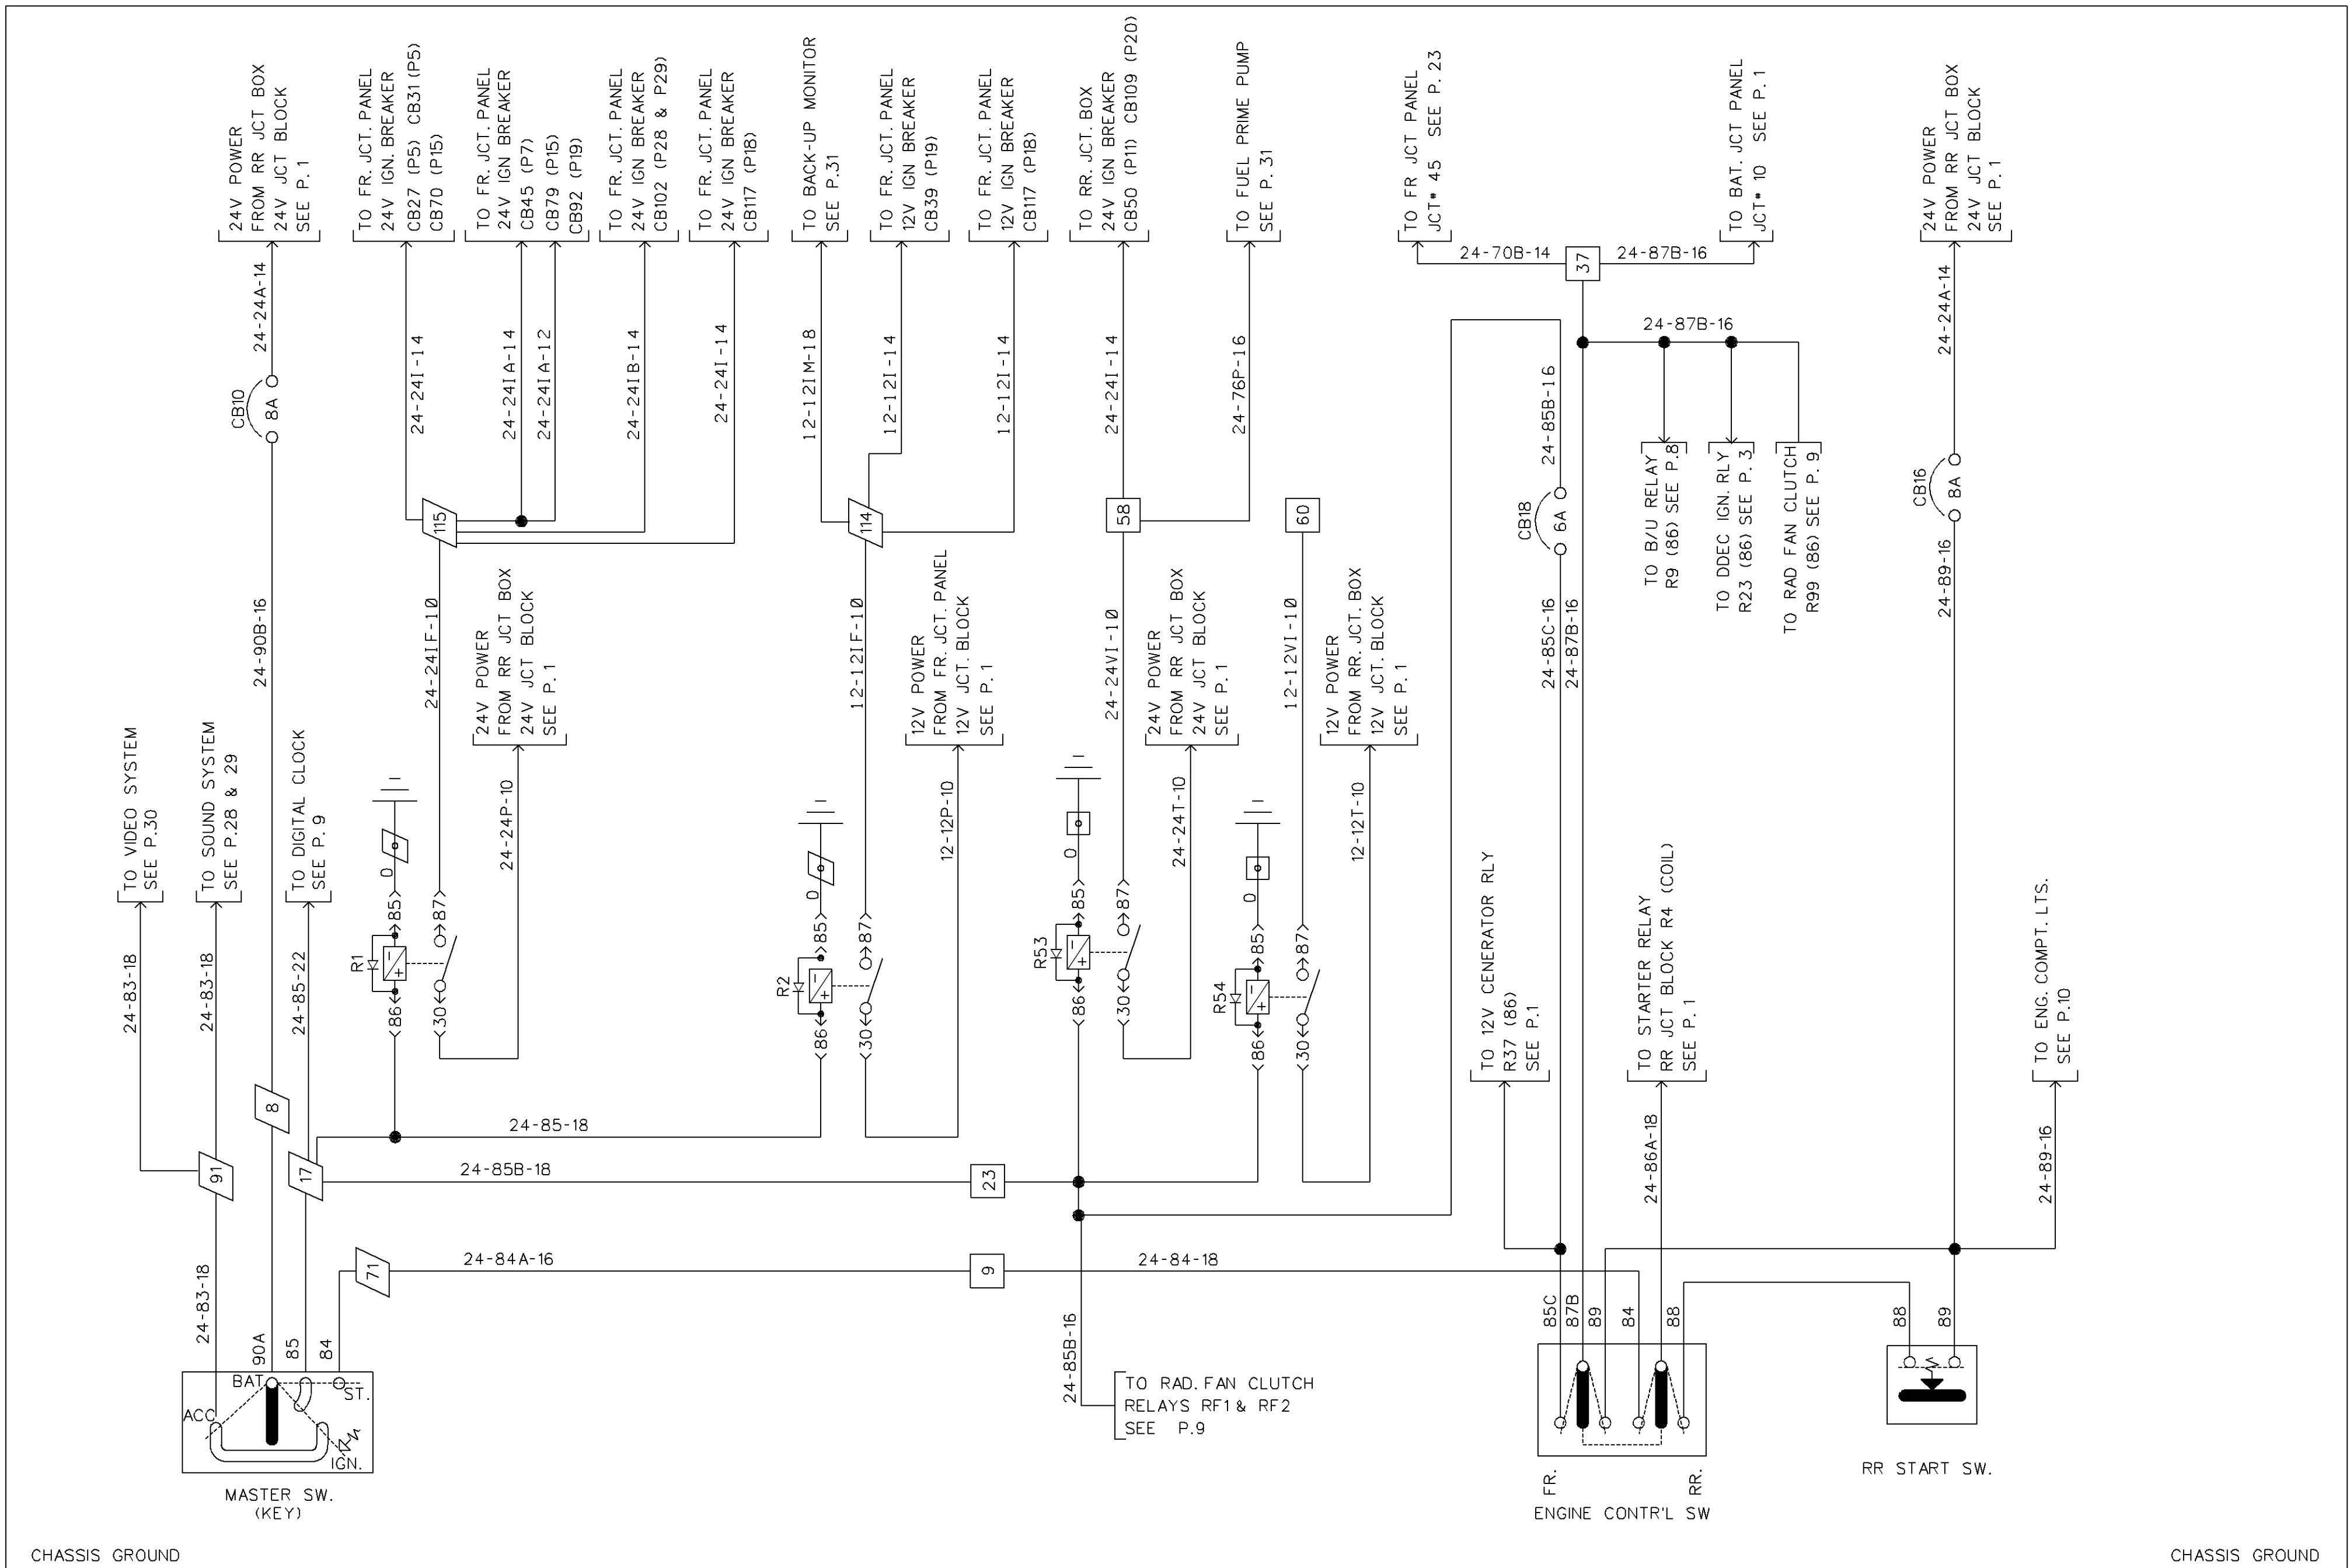 24V POWER
FROM RR JCT BOX
24V JCT BLOCK
SEE P.1
TO FR. JCT. PANEL
24V IGN. BREAKER
CB27 (P5) CB31 (P5)
CB70 (P15)
TO FR. JCT. PANEL
24V IGN BREAKER
CB45 (P7)
CB79 (P15)
CB92 (P19)
TO FR. JCT. PANEL
24V IGN BREAKER
CB102 (P28 & P29)
TO FR. JCT. PANEL
24V IGN BREAKER
CB117 (P18)
TO BACK-UP MONITOR
SEE P.31
TO FR. JCT. PANEL
12V IGN BREAKER
CB39 (P19)
TO FR. JCT. PANEL
12V IGN BREAKER
CB117 (P18)
TO RR. JCT. BOX
24V IGN BREAKER
CB50 (P11) CB109 (P20)
TO FUEL PRIME PUMP
SEE P.31
TO FR JCT PANEL
JCT# 45 SEE P.23
TO BAT. JCT PANEL
JCT# 10 SEE P.1
24V POWER
FROM RR 1JCT BOX
24V JCT BLOCK
SEE P.1
24-70B-14
37
24-87B-16
24-24A-14
CB10
8A
24-24I-14
24-24IA-14
24-24IA-12
24-24IB-14
24-24I-14
12-12IM-18
12-12I-14
12-12I-14
24-24I-14
24-76P-16
24-85B-16
24-87B-16
24-24A-14
115
114
58
60
CB18
6A
TO B/U RELAY
R9 (86) SEE P.8
TO DDEC IGN. RLY
R23 (86) SEE P. 3
TO RAD FAN CLUTCH
R99 (86) SEE P. 9
CB16
8A
24-90B-16
24-24IF-10
24V POWER
FROM RR JCT BOX
24V JCT BLOCK
SEE P.1
12-12IF-10
12V POWER
FROM FR. JCT. PANEL
12V JCT. BLOCK
SEE P.1
24-24VI-10
24V POWER
FROM RR JCT BOX
24V JCT BLOCK
SEE P.1
12-12VI-10
12V POWER
FROM RR. JCT. BOX
12V JCT. BLOCK
SEE P.1
24-85C-16
24-87B-16
24-89-16
TO VIDEO SYSTEM
SEE P.30
TO SOUND SYSTEM
SEE P.28 & 29
TO DIGITAL CLOCK
SEE P.9
24-83-18
24-83-18
24-85-22
R1
0
85
86
87
30
24-24P-10
R2
0
85
86
87
30
12-12P-10
R53
0
85
86
87
30
24-24T-10
R54
0
85
86
87
30
12-12T-10
TO 12V CENERATOR RLY
R37 (86)
SEE P.1
TO STARTER RELAY
RR JCT BLOCK R4 (COIL)
SEE P.1
TO ENG. COMPT. LTS.
SEE P.10
8
91
17
24-85-18
24-85B-18
23
24-86A-18
24-89-16
71
24-84A-16
9
24-84-18
24-83-18
90A
85
84
24-85B-16
85C
87B
89
84
88
88
89
BAT.
ST.
ACC
IGN.
TO RAD. FAN CLUTCH
RELAYS RF1 & RF2
SEE P.9
MASTER SW.
(KEY)
FR.
RR.
ENGINE CONTR'L SW
RR START SW.
CHASSIS GROUND
CHASSIS GROUND